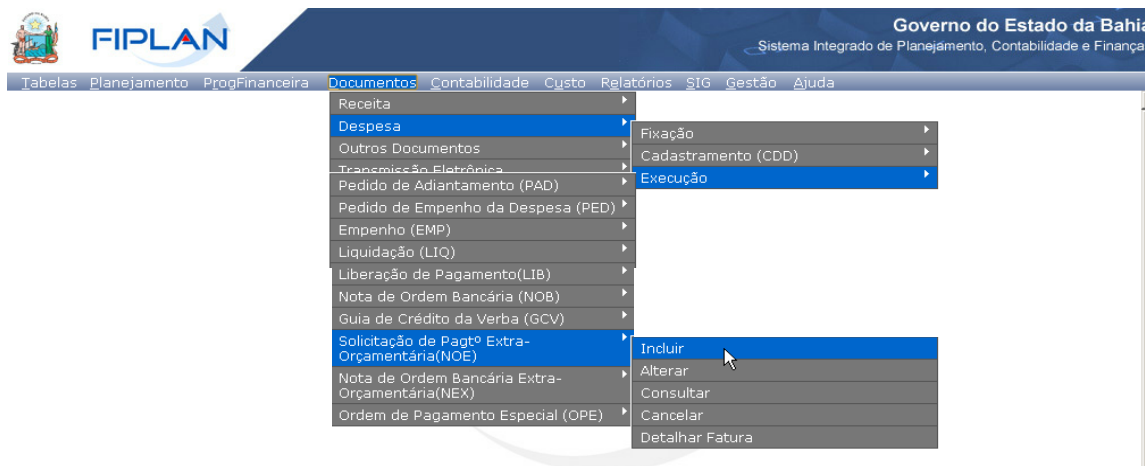 FIPLAN
Governo do Estado da Bahia
Sistema Integrado de Planejamento, Contabilidade e Finança
Tabelas Planejamento ProgFinanceira Documentos Contabilidade Custo Relatórios SIG Gestão Ajuda
Receita
Despesa
Outros Documentos
Transmissão Eletrônica
Fixação
Cadastramento (CDD)
Execução
Pedido de Adiantamento (PAD)
Pedido de Empenho da Despesa (PED)
Empenho (EMP)
Liquidação (LIQ)
Liberação de Pagamento(LIB)
Nota de Ordem Bancária (NOB)
Guia de Crédito da Verba (GCV)
Solicitação de Pagtº Extra-
Orçamentária(NOE)
Nota de Ordem Bancária Extra-
Orçamentária(NEX)
Ordem de Pagamento Especial (OPE)
Incluir
Alterar
Consultar
Cancelar
Detalhar Fatura